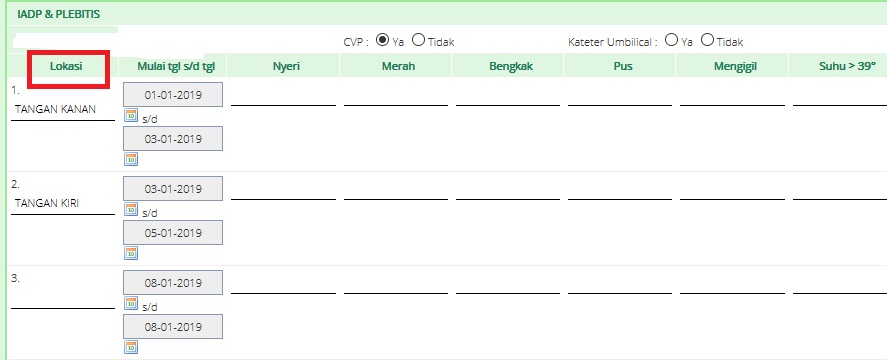 IADP & PLEBITIS
CVP : Ya Tidak Kateter Umbilical : Ya Tidak
Lokasi Mulai tgl s/d tgl Nyeri Merah Bengkak Pus Mengigil Suhu > 39°
1.
TANGAN KANAN
01-01-2019
s/d
03-01-2019
2.
TANGAN KIRI
03-01-2019
s/d
05-01-2019
3.
08-01-2019
s/d
08-01-2019